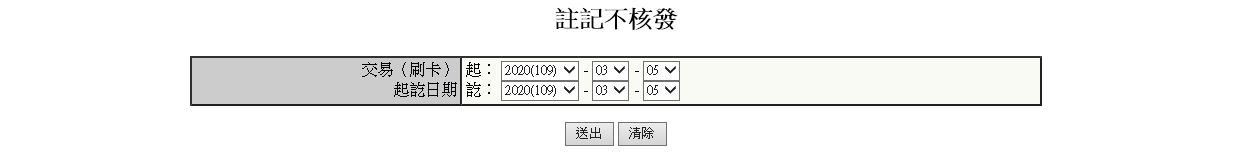 註記不核發
交易（刷卡） 起： 2020(109) - 03 - 05
起訖日期 訖： 2020(109) - 03 - 05
送出 清除